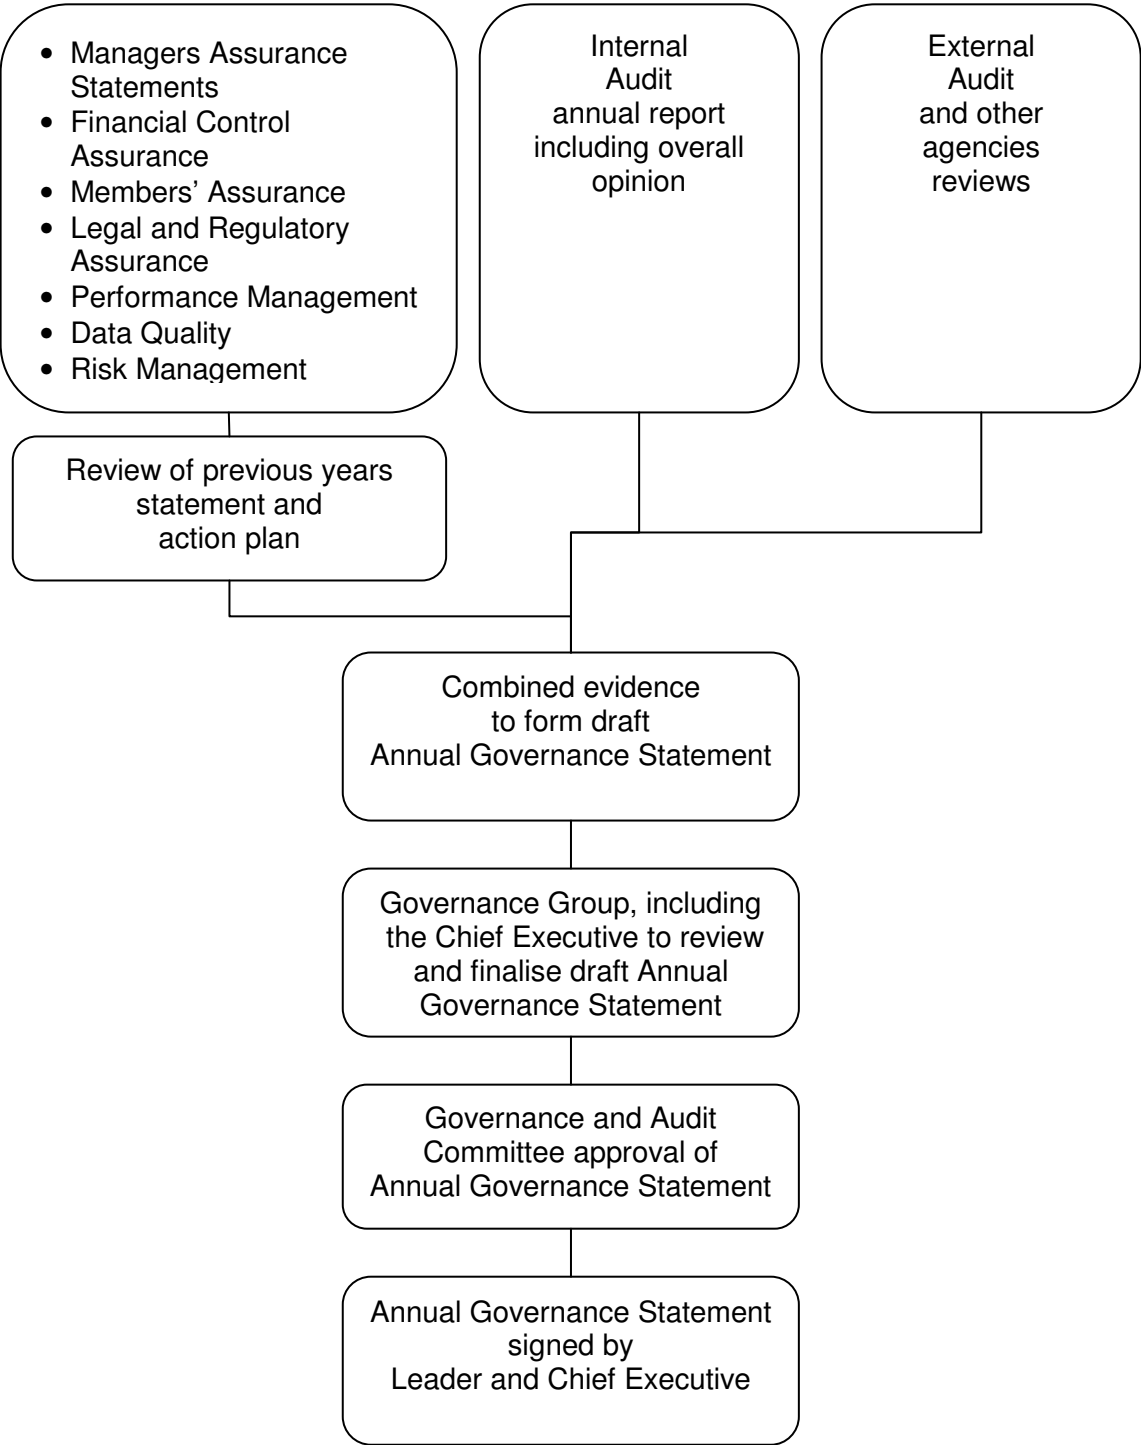 • Managers Assurance
Statements
• Financial Control
Assurance
• Members’ Assurance
• Legal and Regulatory
Assurance
• Performance Management
• Data Quality
• Risk Management
Internal
Audit
annual report
including overall
opinion
External
Audit
and other
agencies
reviews
Review of previous years
statement and
action plan
Combined evidence
to form draft
Annual Governance Statement
Governance Group, including
the Chief Executive to review
and finalise draft Annual
Governance Statement
Governance and Audit
Committee approval of
Annual Governance Statement
Annual Governance Statement
signed by
Leader and Chief Executive